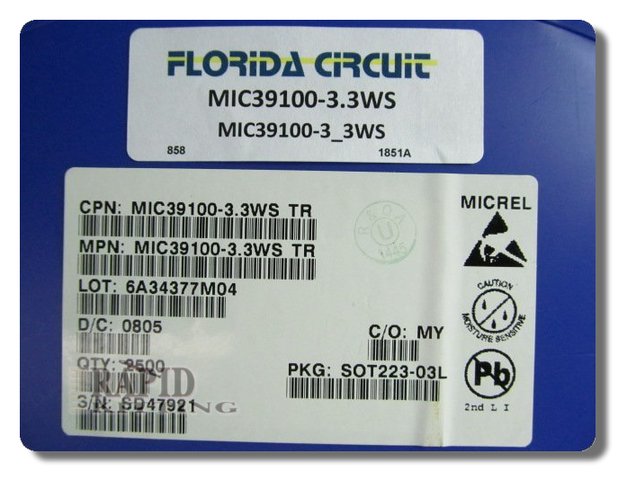 FLORIDA CIRCUIT
MIC39100-3.3WS
MIC39100-3_3WS
858 1851A
CPN: MIC39100-3.3WS TR
MPN: MIC39100-3.3WS TR
LOT: 6A34377M04
D/C: 0805
C/O: MY
QTY: 2500
PKG: SOT223-03L
S/N: SD47921
RAPID
MICREL
CAUTION
MOISTURE SENSITIVE
Pb
2nd L I